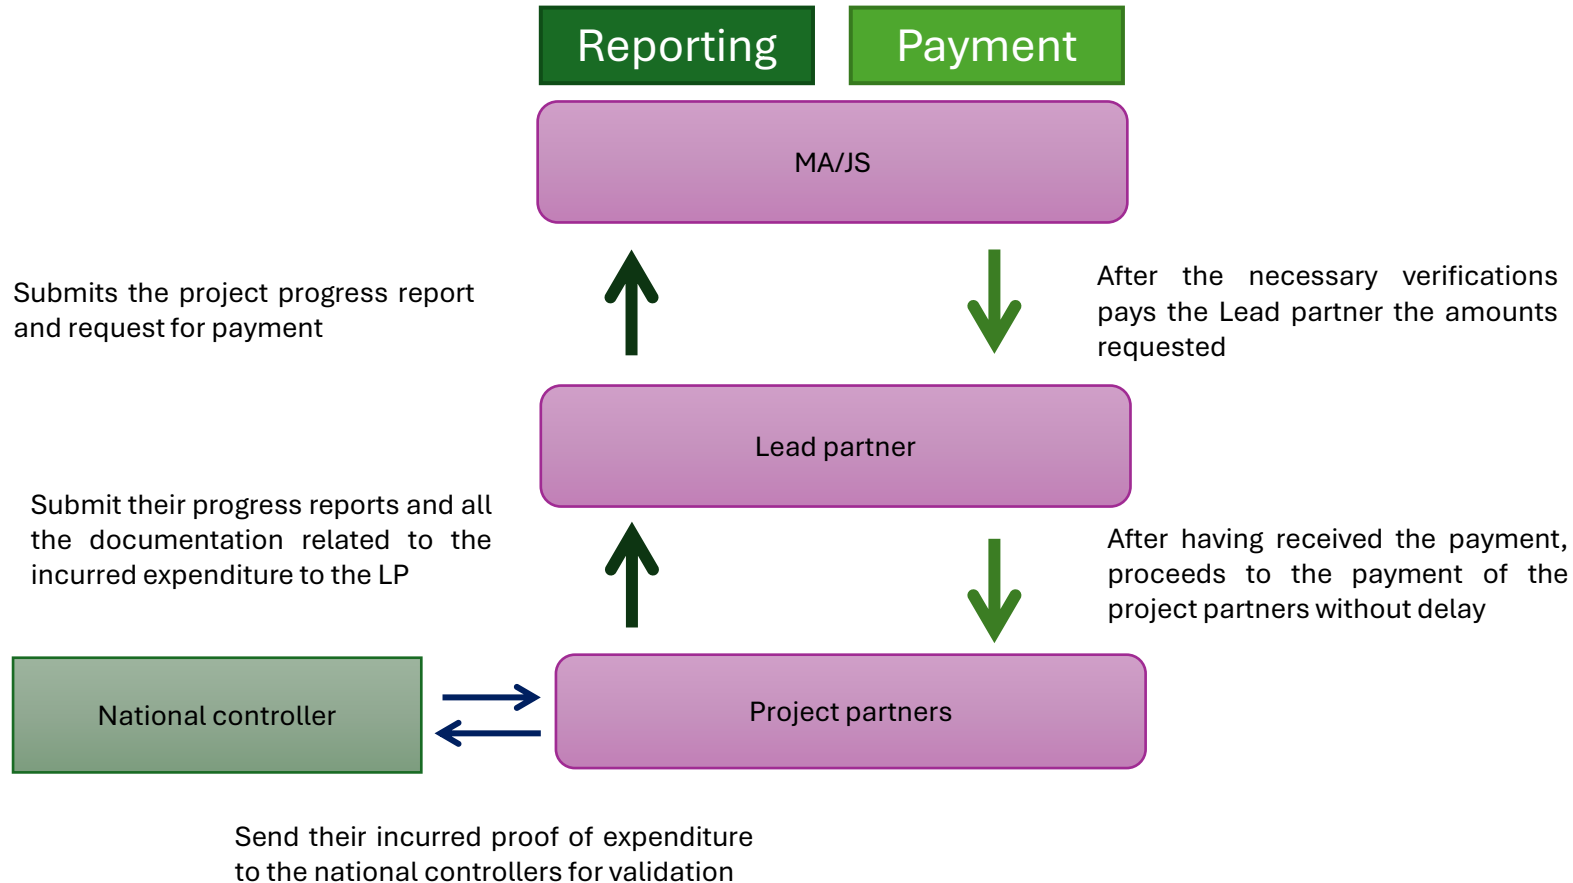 Reporting
Payment
MA/JS
Submits the project progress report
and request for payment
After the necessary verifications
pays the Lead partner the amounts
requested
Lead partner
Submit their progress reports and all
the documentation related to the
incurred expenditure to the LP
After having received the payment,
proceeds to the payment of the
project partners without delay
National controller
Project partners
Send their incurred proof of expenditure
to the national controllers for validation